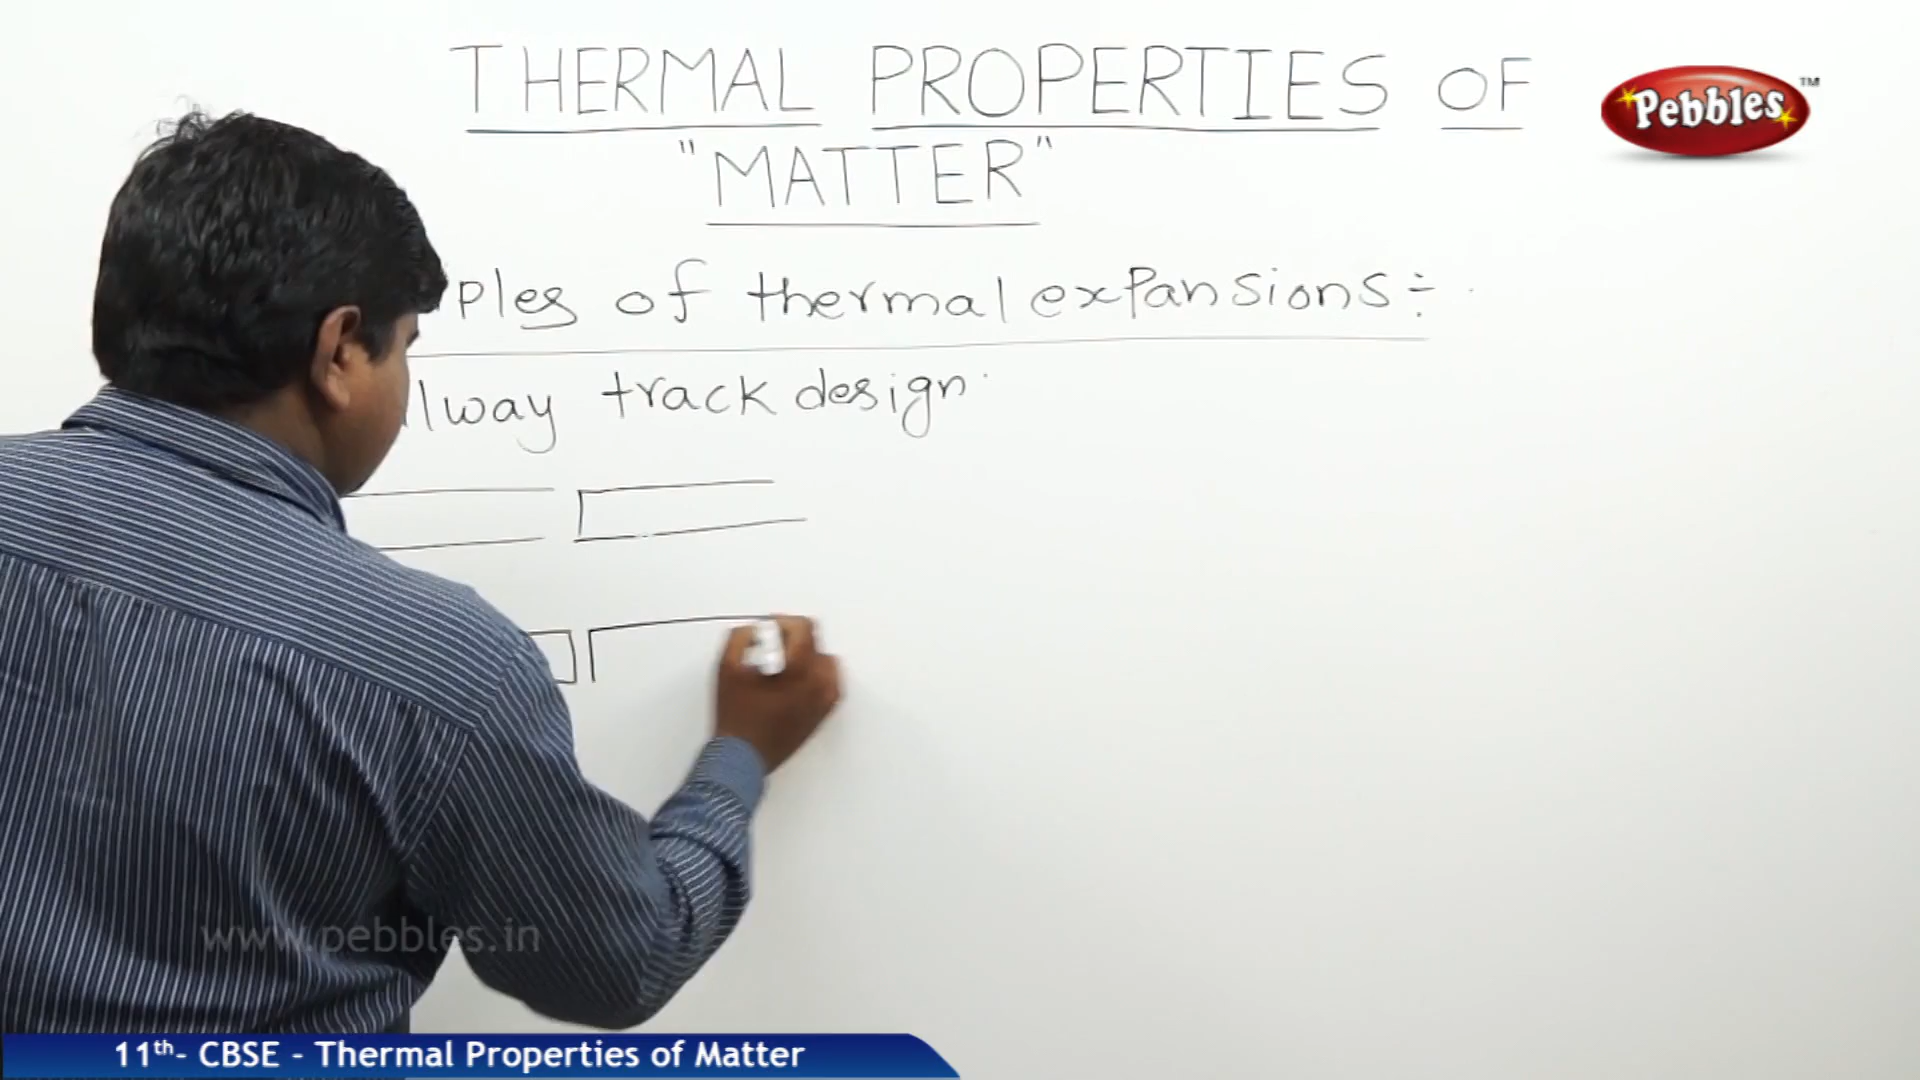 THERMAL PROPERTIES OF
"MATTER"
Pebbles™
ples of thermal expansions ÷
lway track design.
www.pebbles.in
11th- CBSE - Thermal Properties of Matter